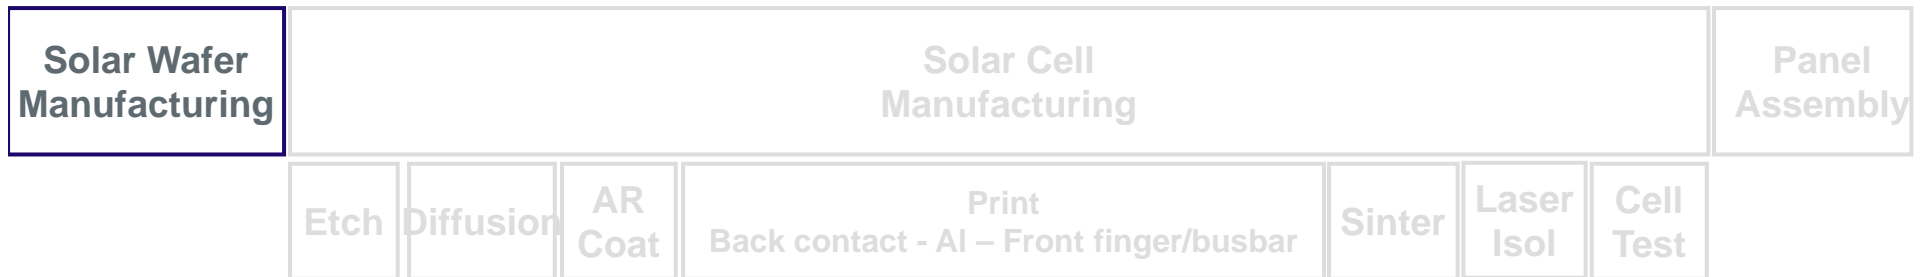 Solar Wafer
Manufacturing
Solar Cell
Manufacturing
Panel
Assembly
Etch
Diffusion
AR
Coat
Print
Back contact - Al – Front finger/busbar
Sinter
Laser
Isol
Cell
Test